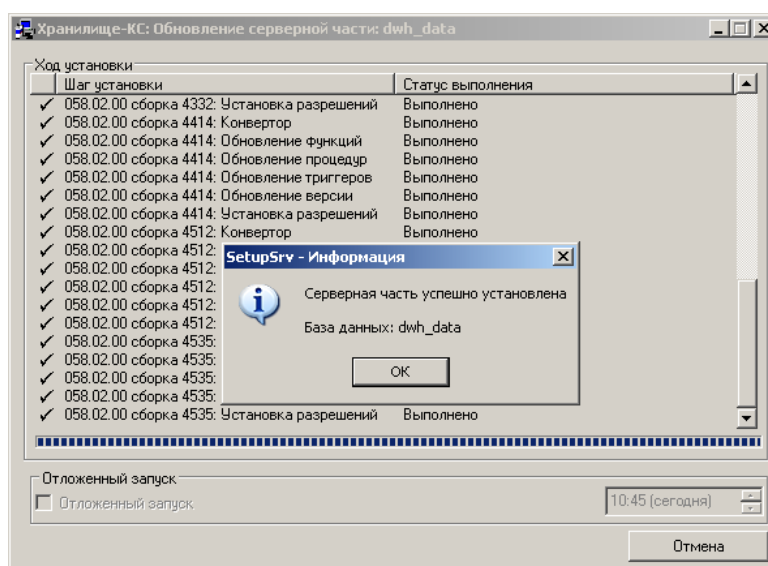 Хранилище-КС: Обновление серверной части: dwh_data
Ход установки
Шаг установки Статус выполнения
058.02.00 сборка 4332: Установка разрешений Выполнено
058.02.00 сборка 4414: Конвертор Выполнено
058.02.00 сборка 4414: Обновление функций Выполнено
058.02.00 сборка 4414: Обновление процедур Выполнено
058.02.00 сборка 4414: Обновление триггеров Выполнено
058.02.00 сборка 4414: Обновление версии Выполнено
058.02.00 сборка 4414: Установка разрешений Выполнено
058.02.00 сборка 4512: Конвертор Выполнено
058.02.00 сборка 4512:
058.02.00 сборка 4512:
058.02.00 сборка 4512:
058.02.00 сборка 4512:
058.02.00 сборка 4512:
058.02.00 сборка 4535:
058.02.00 сборка 4535:
058.02.00 сборка 4535:
058.02.00 сборка 4535:
058.02.00 сборка 4535: Установка разрешений Выполнено
SetupSrv - Информация
Серверная часть успешно установлена
База данных: dwh_data
OK
Отложенный запуск
Отложенный запуск
10:45 (сегодня)
Отмена